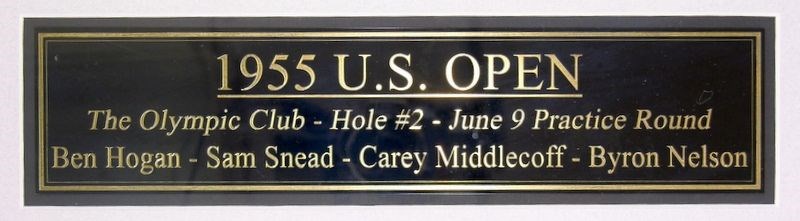 1955 U.S. OPEN
The Olympic Club - Hole #2 - June 9 Practice Round
Ben Hogan - Sam Snead - Carey Middlecoff - Byron Nelson